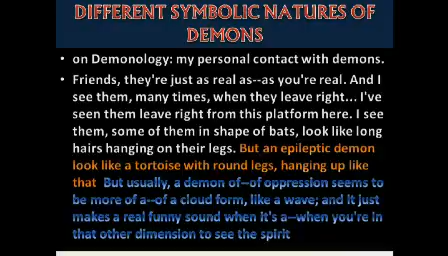 DIFFERENT SYMBOLIC NATURES OF
DEMONS
• on Demonology: my personal contact with demons.
• Friends, they're just as real as--as you're real. And I
see them, many times, when they leave right... I've
seen them leave right from this platform here. I see
them, some of them in shape of bats, look like long
hairs hanging on their legs. But an epileptic demon
look like a tortoise with round legs, hanging up like
that But usually, a demon of--of oppression seems to
be more of a--of a cloud form, like a wave; and it just
makes a real funny sound when it's a--when you're in
that other dimension to see the spirit